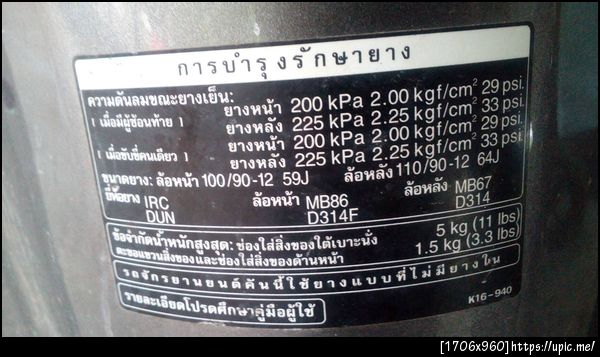 การบำรุงรักษายาง
ความดันลมขณะยางเย็น:
ยางหน้า 200 kPa 2.00 kgf/cm² 29 psi.
| เมื่อมีผู้ซ้อนท้าย | ยางหลัง 225 kPa 2.25 kgf/cm² 33 psi.
ยางหน้า 200 kPa 2.00 kgf/cm² 29 psi.
| เมื่อขับขี่คนเดียว | ยางหลัง 225 kPa 2.25 kgf/cm² 33 psi.
ขนาดยาง: ล้อหน้า 100/90-12 59J ล้อหลัง 110/90-12 64J
ยี่ห้อยาง IRC ล้อหน้า MB86 ล้อหลัง MB67
DUN D314F D314
ข้อจำกัดน้ำหนักสูงสุด: ช่องใส่สิ่งของใต้เบาะนั่ง 5 kg (11 lbs)
ตะขอแขวนสิ่งของและช่องใส่สิ่งของด้านหน้า 1.5 kg (3.3 lbs)
รถจักรยานยนต์คันนี้ใช้ยางแบบที่ไม่มียางใน
รายละเอียดโปรดศึกษาคู่มือผู้ใช้
K16-940
[1706x960]https://upic.me/